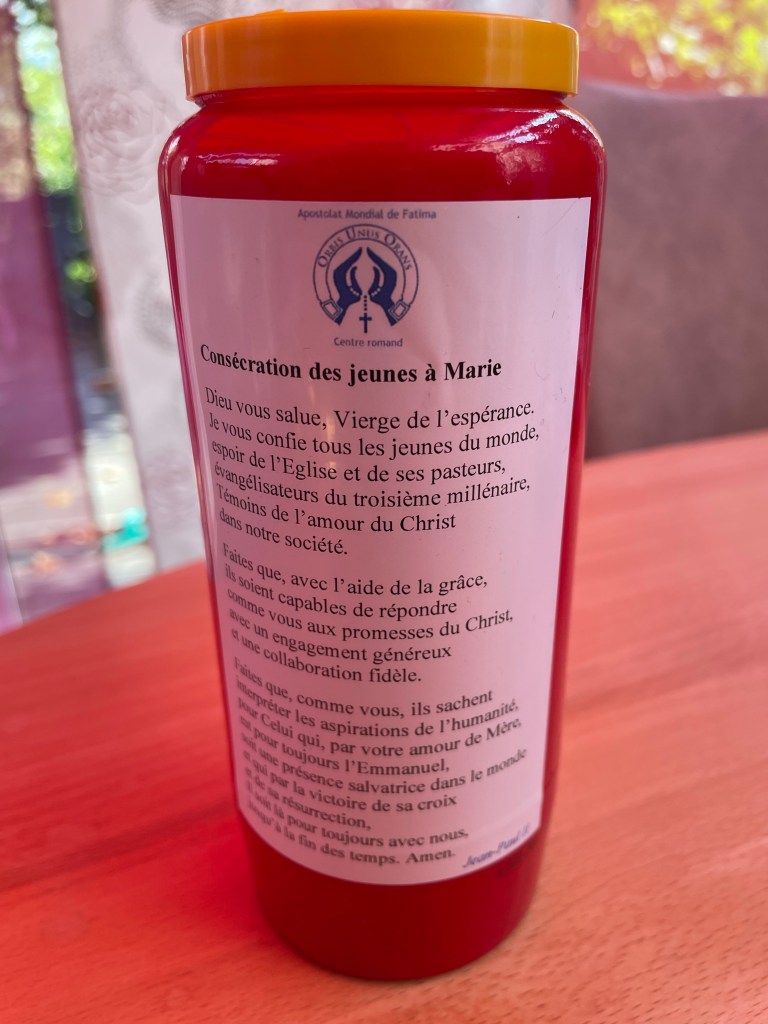 Apostolat Mondial de Fatima
ORBIS UNUS ORANS
Centre romand
Consécration des jeunes à Marie
Dieu vous salue, Vierge de l'espérance.
Je vous confie tous les jeunes du monde,
espoir de l'Eglise et de ses pasteurs,
évangélisateurs du troisième millénaire,
Témoins de l'amour du Christ
dans notre société.
Faites que, avec l'aide de la grâce,
ils soient capables de répondre
comme vous aux promesses du Christ,
avec un engagement généreux
et une collaboration fidèle.
Faites que, comme vous, ils sachent
interpréter les aspirations de l'humanité,
pour Celui qui, par votre amour de Mère,
est pour toujours l'Emmanuel,
soit une présence salvatrice dans le monde
et qui par la victoire de sa croix
et de sa résurrection,
soit là pour toujours avec nous,
jusqu'à la fin des temps. Amen.
Jean-Paul II